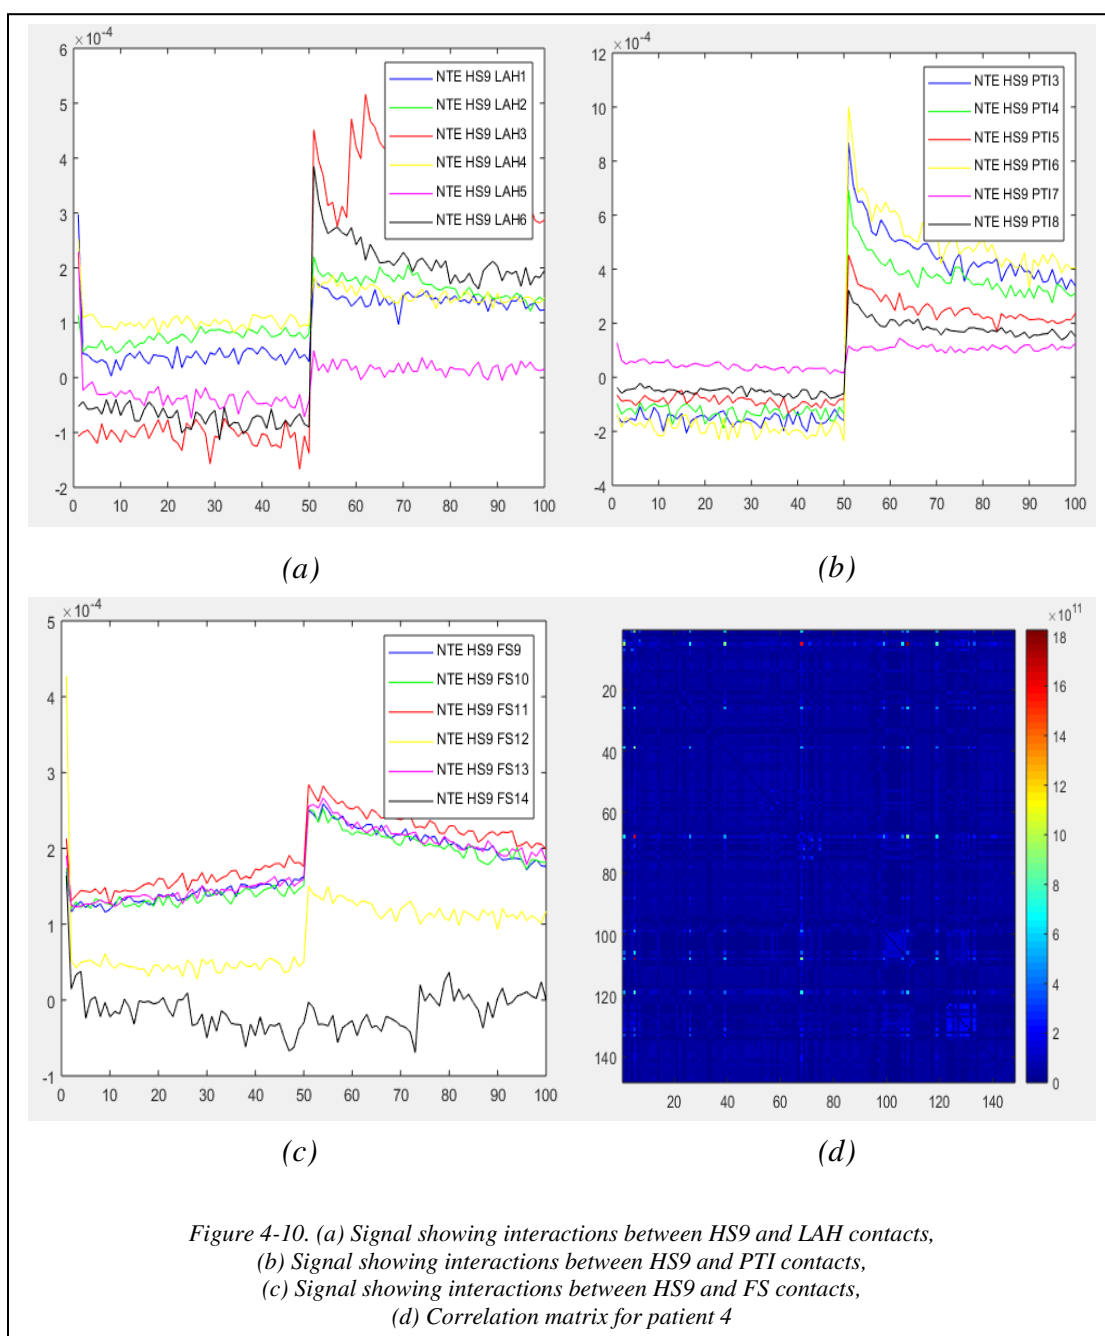 ×10⁻⁴
6
5
4
3
2
1
0
-1
-2
0 10 20 30 40 50 60 70 80 90 100
NTE HS9 LAH1
NTE HS9 LAH2
NTE HS9 LAH3
NTE HS9 LAH4
NTE HS9 LAH5
NTE HS9 LAH6
(a)
×10⁻⁴
12
10
8
6
4
2
0
-2
-4
0 10 20 30 40 50 60 70 80 90 100
NTE HS9 PTI3
NTE HS9 PTI4
NTE HS9 PTI5
NTE HS9 PTI6
NTE HS9 PTI7
NTE HS9 PTI8
(b)
×10⁻⁴
5
4
3
2
1
0
-1
0 10 20 30 40 50 60 70 80 90 100
NTE HS9 FS9
NTE HS9 FS10
NTE HS9 FS11
NTE HS9 FS12
NTE HS9 FS13
NTE HS9 FS14
(c)
20
40
60
80
100
120
140
20 40 60 80 100 120 140
×10¹¹
18
16
14
12
10
8
6
4
2
0
(d)
Figure 4-10. (a) Signal showing interactions between HS9 and LAH contacts,
(b) Signal showing interactions between HS9 and PTI contacts,
(c) Signal showing interactions between HS9 and FS contacts,
(d) Correlation matrix for patient 4